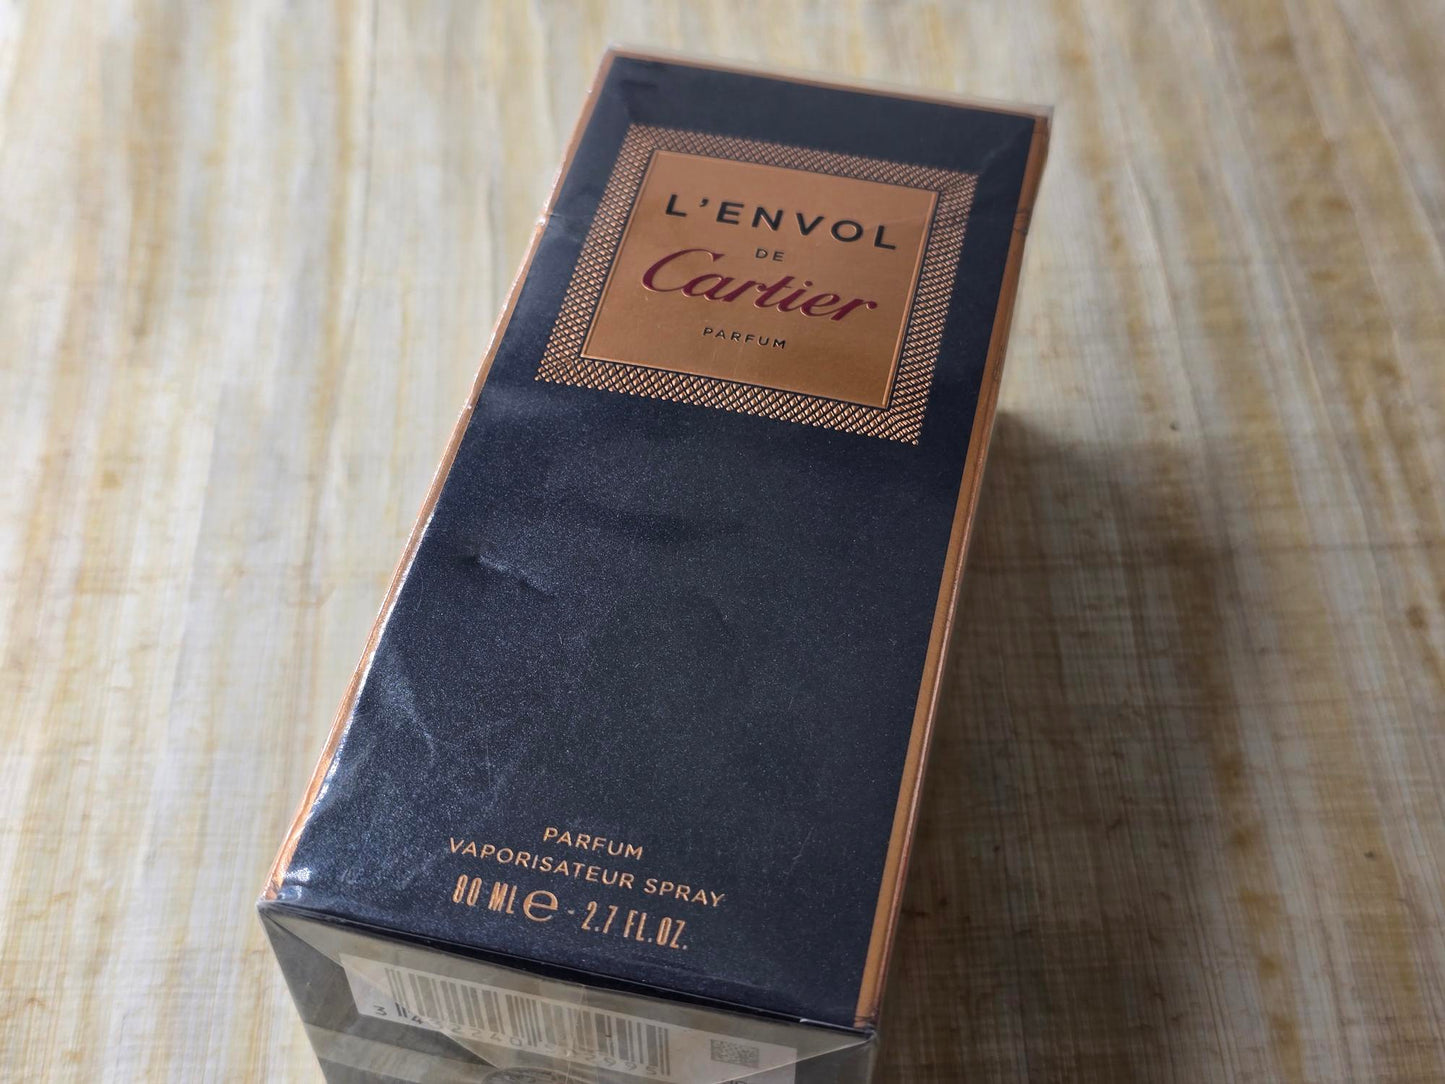 L'ENVOL
DE
Cartier
PARFUM
PARFUM
VAPORISATEUR SPRAY
80 ML e - 2.7 FL.OZ.